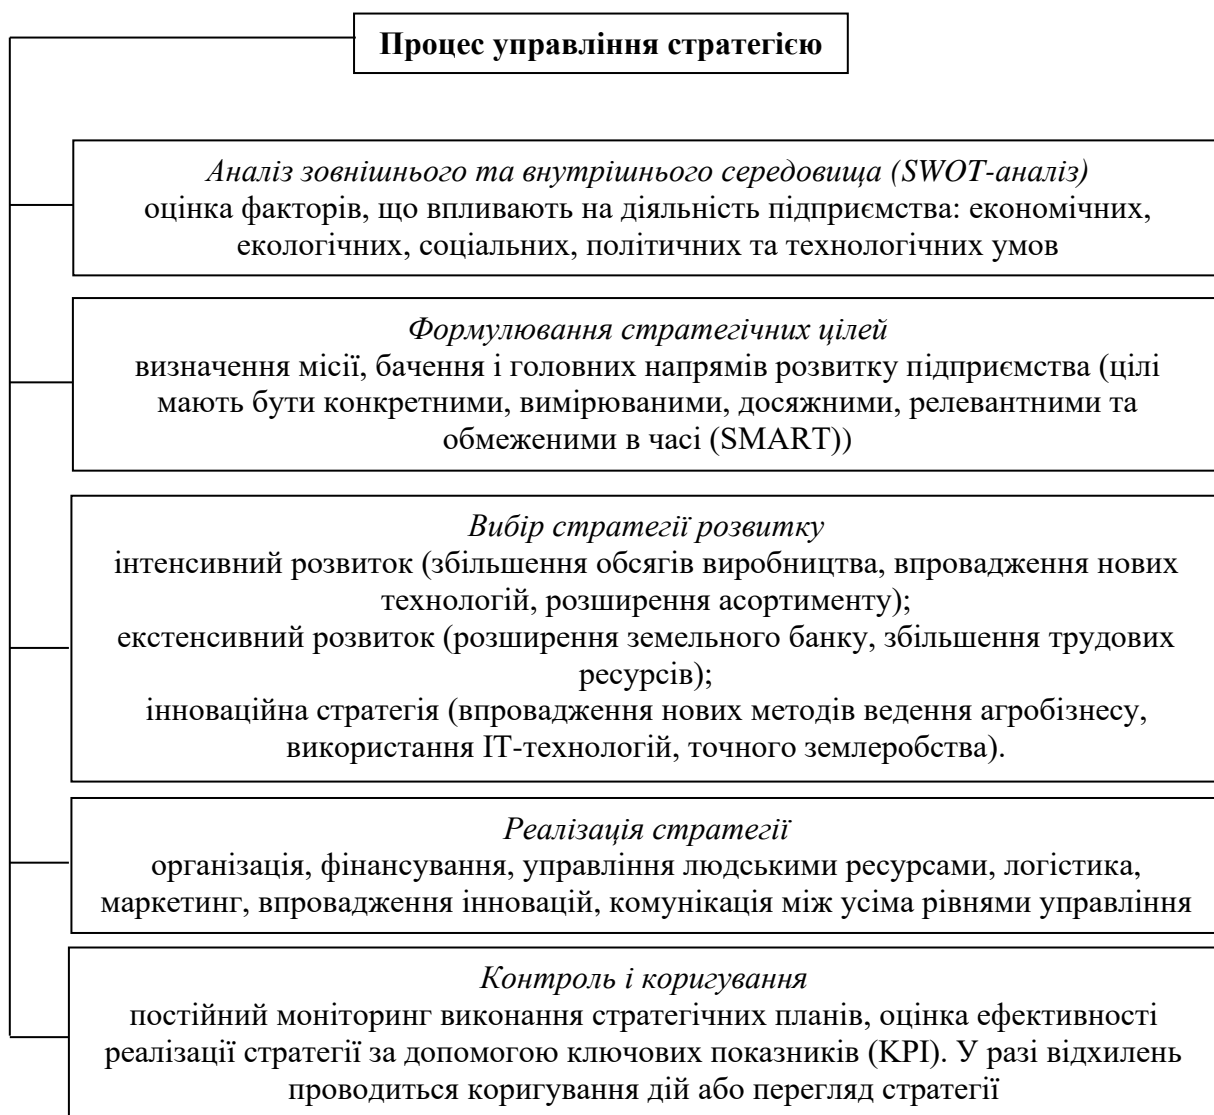 Процес управління стратегією
Аналіз зовнішнього та внутрішнього середовища (SWOT-аналіз)
оцінка факторів, що впливають на діяльність підприємства: економічних,
екологічних, соціальних, політичних та технологічних умов
Формулювання стратегічних цілей
визначення місії, бачення і головних напрямів розвитку підприємства (цілі
мають бути конкретними, вимірюваними, досяжними, релевантними та
обмеженими в часі (SMART))
Вибір стратегії розвитку
інтенсивний розвиток (збільшення обсягів виробництва, впровадження нових
технологій, розширення асортименту);
екстенсивний розвиток (розширення земельного банку, збільшення трудових
ресурсів);
інноваційна стратегія (впровадження нових методів ведення агробізнесу,
використання ІТ-технологій, точного землеробства).
Реалізація стратегії
організація, фінансування, управління людськими ресурсами, логістика,
маркетинг, впровадження інновацій, комунікація між усіма рівнями управління
Контроль і коригування
постійний моніторинг виконання стратегічних планів, оцінка ефективності
реалізації стратегії за допомогою ключових показників (KPI). У разі відхилень
проводиться коригування дій або перегляд стратегії